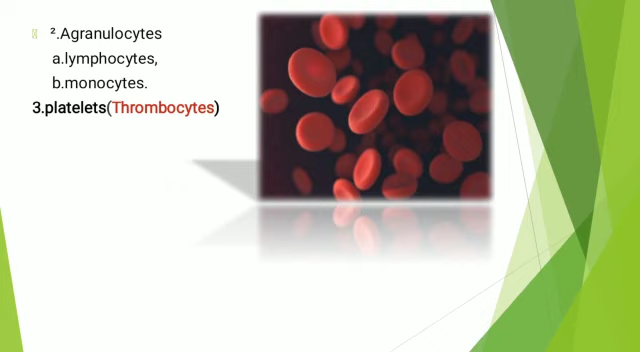 ².Agranulocytes
a.lymphocytes,
b.monocytes.
3.platelets(Thrombocytes)